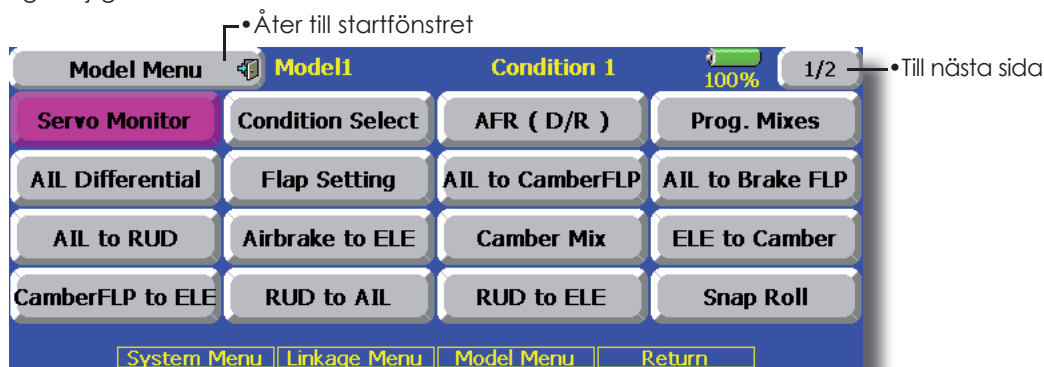 •Åter till startfönstret
Model Menu Model1 Condition 1 100% 1/2 •Till nästa sida
Servo Monitor Condition Select AFR ( D/R ) Prog. Mixes
AIL Differential Flap Setting AIL to CamberFLP AIL to Brake FLP
AIL to RUD Airbrake to ELE Camber Mix ELE to Camber
CamberFLP to ELE RUD to AIL RUD to ELE Snap Roll
System Menu Linkage Menu Model Menu Return